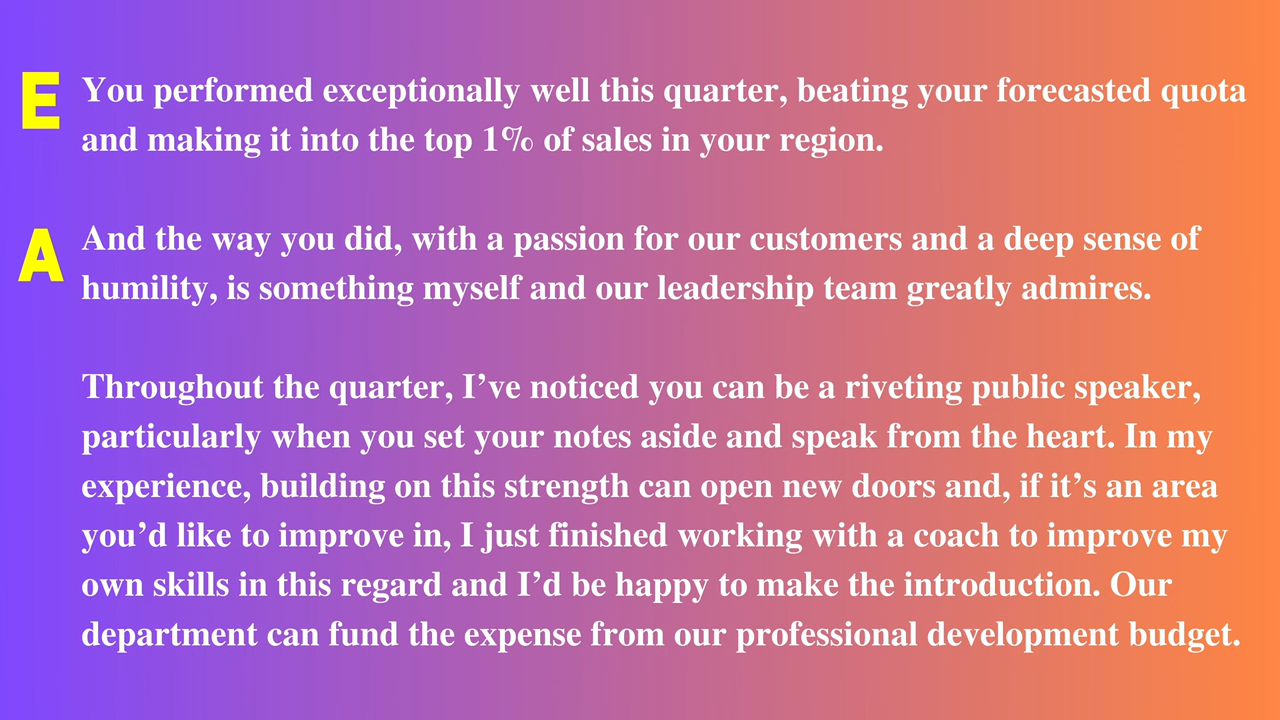 E
You performed exceptionally well this quarter, beating your forecasted quota
and making it into the top 1% of sales in your region.
A
And the way you did, with a passion for our customers and a deep sense of
humility, is something myself and our leadership team greatly admires.
Throughout the quarter, I’ve noticed you can be a riveting public speaker,
particularly when you set your notes aside and speak from the heart. In my
experience, building on this strength can open new doors and, if it’s an area
you’d like to improve in, I just finished working with a coach to improve my
own skills in this regard and I’d be happy to make the introduction. Our
department can fund the expense from our professional development budget.